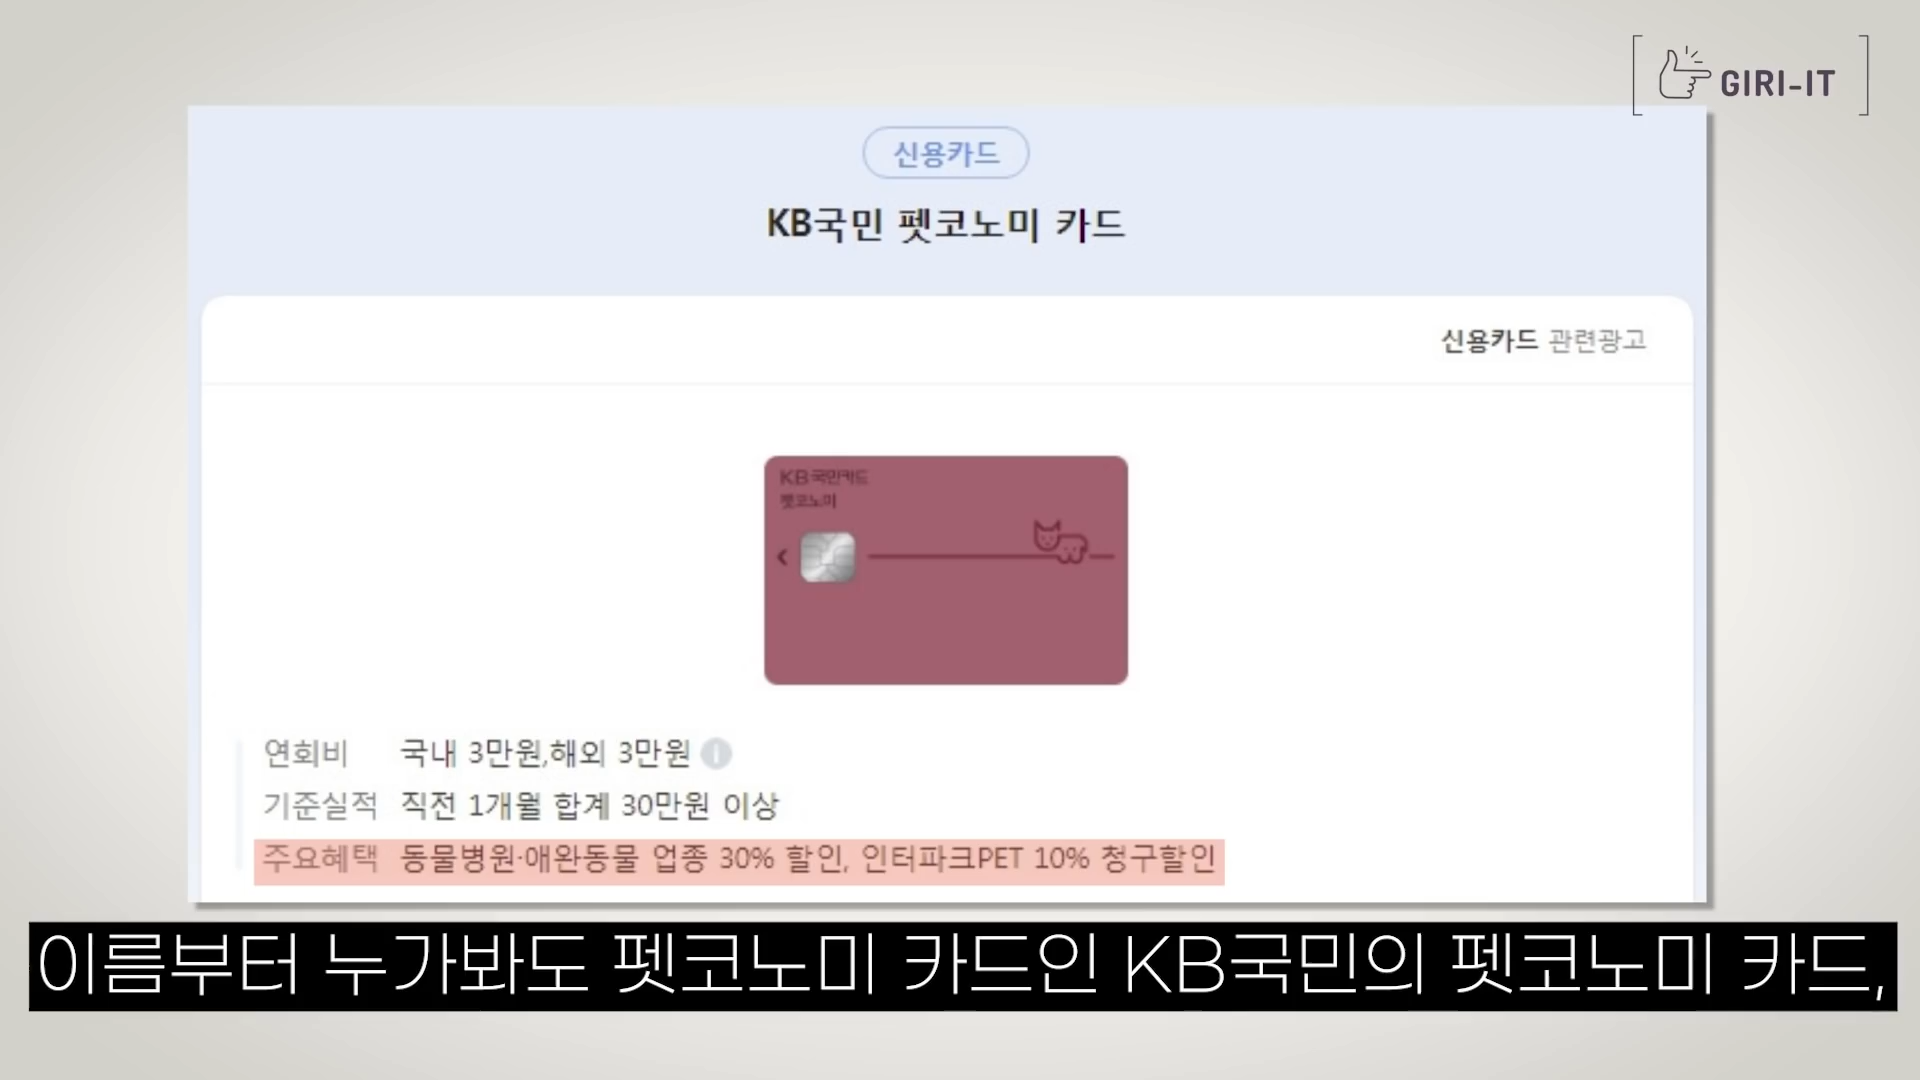 GIRI-IT
신용카드
KB국민 펫코노미 카드
신용카드 관련광고
KB국민카드
펫코노미
연회비 국내 3만원,해외 3만원
기준실적 직전 1개월 합계 30만원 이상
주요혜택 동물병원·애완동물 업종 30% 할인, 인터파크PET 10% 청구할인
이름부터 누가봐도 펫코노미 카드인 KB국민의 펫코노미 카드,